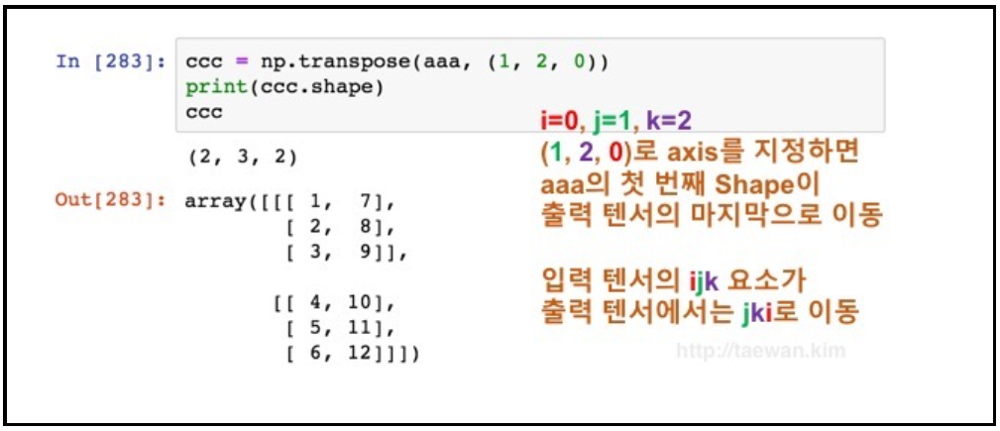 In [283]: ccc = np.transpose(aaa, (1, 2, 0))
print(ccc.shape)
ccc
(2, 3, 2)
Out[283]: array([[[ 1,  7],
[ 2,  8],
[ 3,  9]],
[[ 4, 10],
[ 5, 11],
[ 6, 12]]])
i=0, j=1, k=2
(1, 2, 0)로 axis를 지정하면
aaa의 첫 번째 Shape이
출력 텐서의 마지막으로 이동
입력 텐서의 ijk 요소가
출력 텐서에서는 jki로 이동
http://taewan.kim